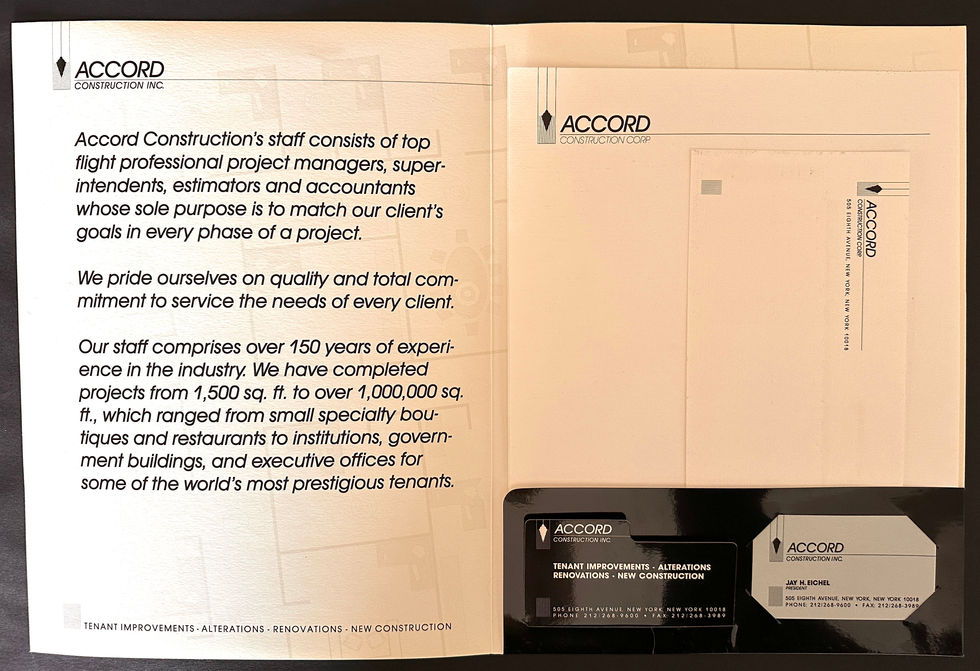 ACCORD
CONSTRUCTION INC.
Accord Construction's staff consists of top
flight professional project managers, super-
intendents, estimators and accountants
whose sole purpose is to match our client's
goals in every phase of a project.
We pride ourselves on quality and total com-
mitment to service the needs of every client.
Our staff comprises over 150 years of experi-
ence in the industry. We have completed
projects from 1,500 sq. ft. to over 1,000,000 sq.
ft., which ranged from small specialty bou-
tiques and restaurants to institutions, govern-
ment buildings, and executive offices for
some of the world's most prestigious tenants.
TENANT IMPROVEMENTS · ALTERATIONS · RENOVATIONS · NEW CONSTRUCTION
ACCORD
CONSTRUCTION CORP.
ACCORD
CONSTRUCTION CORP.
505 EIGHTH AVENUE, NEW YORK, NEW YORK 10018
ACCORD
CONSTRUCTION INC.
TENANT IMPROVEMENTS · ALTERATIONS
RENOVATIONS · NEW CONSTRUCTION
505 EIGHTH AVENUE, NEW YORK, NEW YORK 10018
PHONE: 212/268-9600 • FAX: 212/268-3989
ACCORD
CONSTRUCTION INC.
JAY H. EICHEL
PRESIDENT
505 EIGHTH AVENUE, NEW YORK, NEW YORK 10018
PHONE: 212/268-9600 • FAX: 212/268-3989